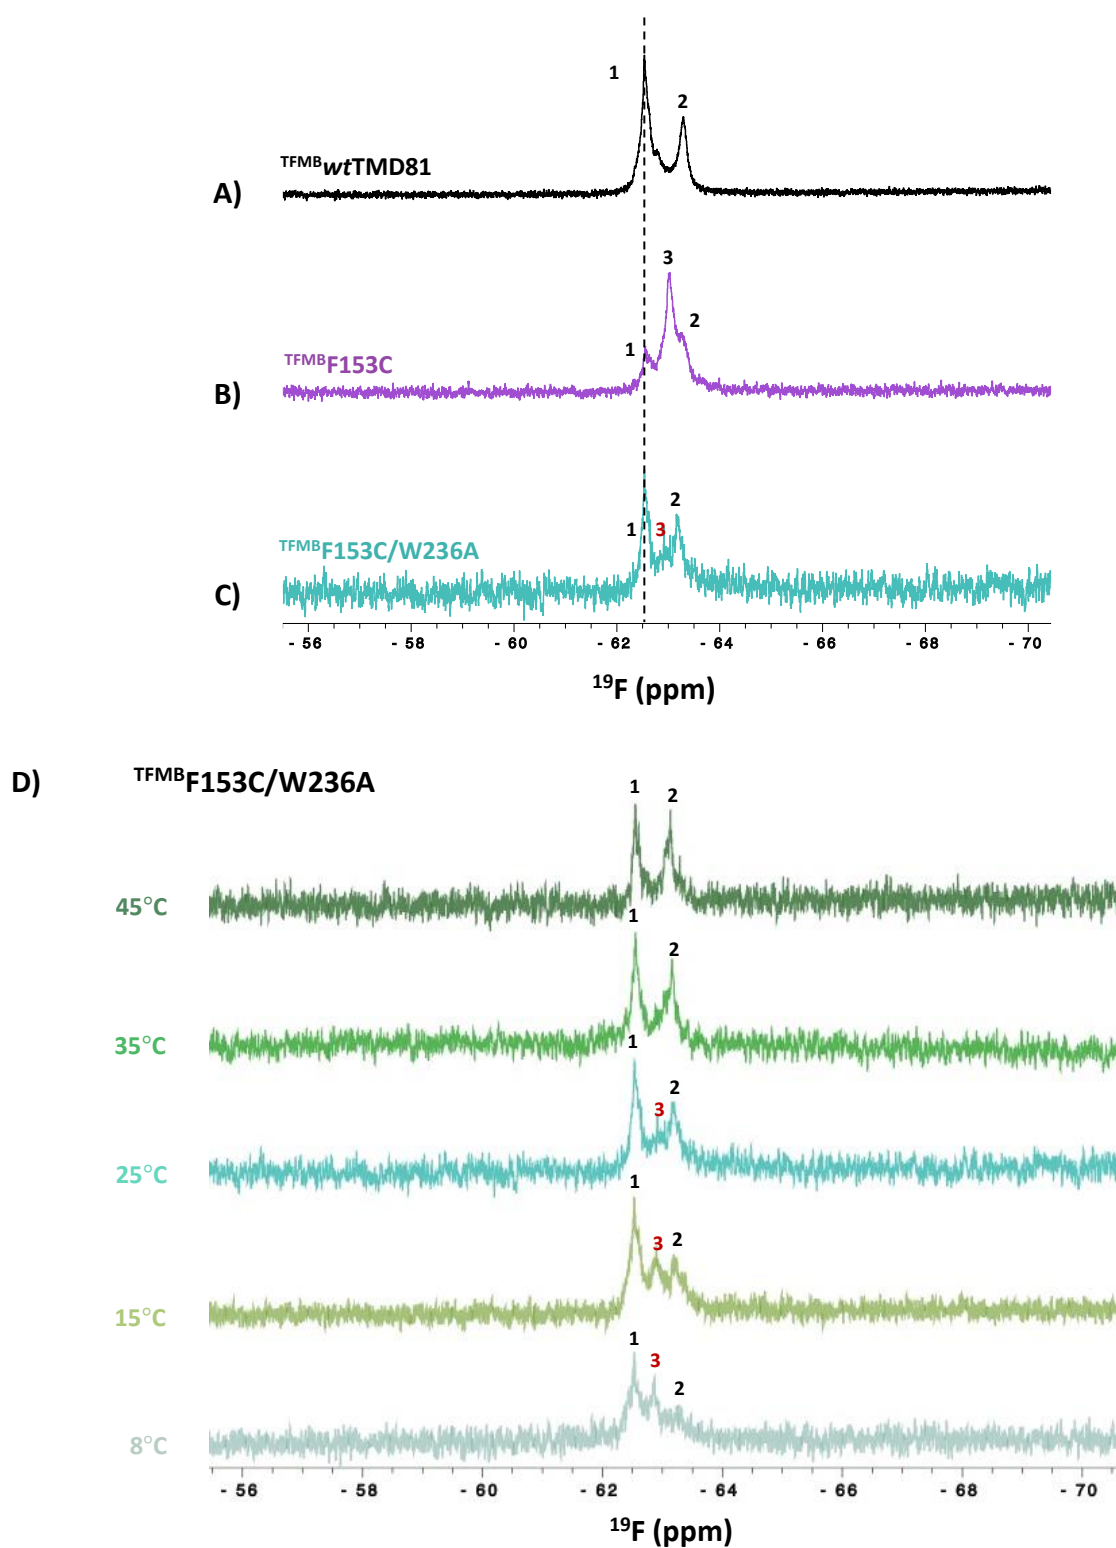 1
2
TFMBwtTMD81
A)
3
2
1
TFMBF153C
B)
2
1 3
TFMBF153C/W236A
C)
- 56 - 58 - 60 - 62 - 64 - 66 - 68 - 70
19F (ppm)
D) TFMBF153C/W236A
1 2
45°C
1
2
35°C
1
2
3
25°C
1
2
3
15°C
1
3
2
8°C
- 56 - 58 - 60 - 62 - 64 - 66 - 68 - 70
19F (ppm)